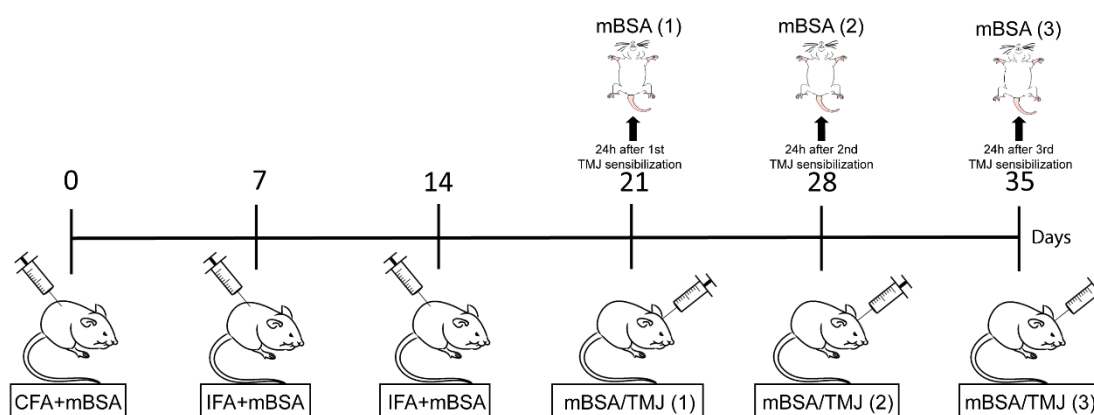 mBSA (1)
mBSA (2)
mBSA (3)
24h after 1st
TMJ sensibilization
24h after 2nd
TMJ sensibilization
24h after 3rd
TMJ sensibilization
0
7
14
21
28
35
Days
CFA+mBSA
IFA+mBSA
IFA+mBSA
mBSA/TMJ (1)
mBSA/TMJ (2)
mBSA/TMJ (3)